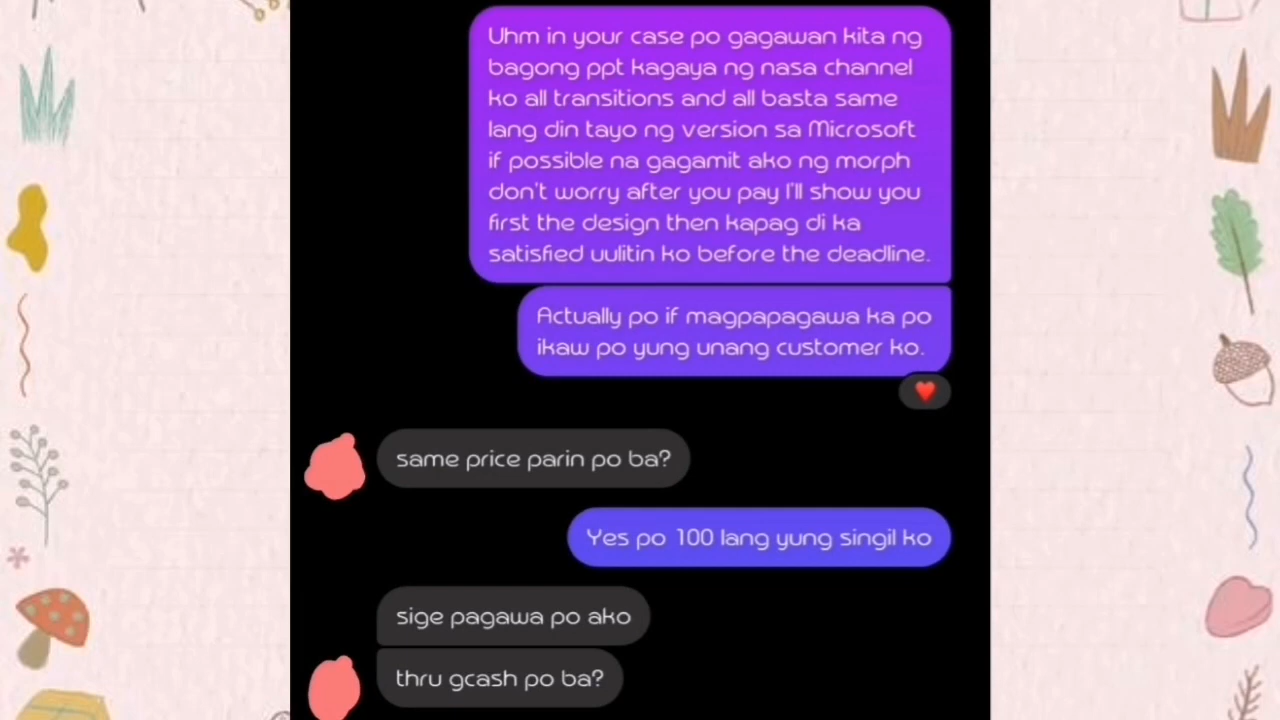 Uhm in your case po gagawan kita ng
bagong ppt kagaya ng nasa channel
ko all transitions and all basta same
lang din tayo ng version sa Microsoft
if possible na gagamit ako ng morph
don't worry after you pay I'll show you
first the design then kapag di ka
satisfied uulitin ko before the deadline.
Actually po if magpapagawa ka po
ikaw po yung unang customer ko.
same price parin po ba?
Yes po 100 lang yung singil ko
sige pagawa po ako
thru gcash po ba?